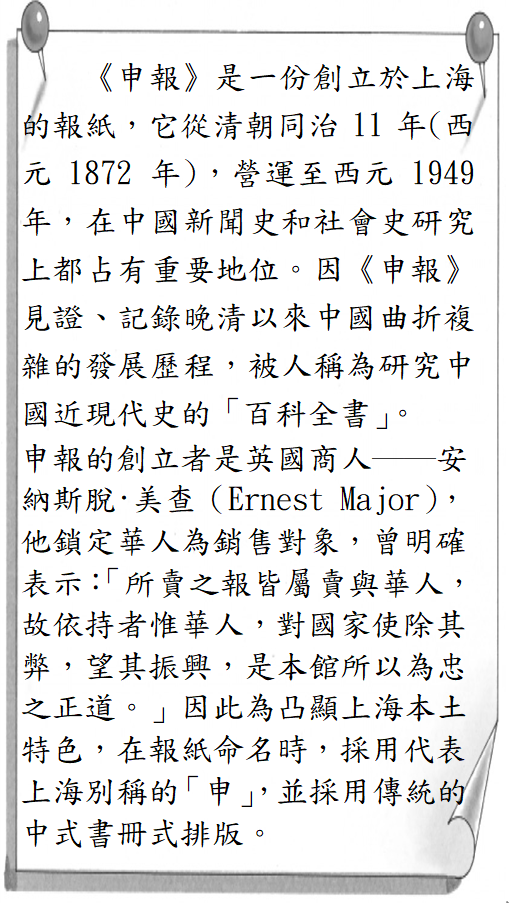 《申報》是一份創立於上海
的報紙，它從清朝同治 11 年(西
元 1872 年)，營運至西元 1949
年，在中國新聞史和社會史研究
上都占有重要地位。因《申報》
見證、記錄晚清以來中國曲折複
雜的發展歷程，被人稱為研究中
國近現代史的「百科全書」。
申報的創立者是英國商人──安
納斯脫·美查（Ernest Major），
他鎖定華人為銷售對象，曾明確
表示：「所賣之報皆屬賣與華人，
故依持者惟華人，對國家使除其
弊，望其振興，是本館所以為忠
之正道。」因此為凸顯上海本土
特色，在報紙命名時，採用代表
上海別稱的「申」，並採用傳統的
中式書冊式排版。